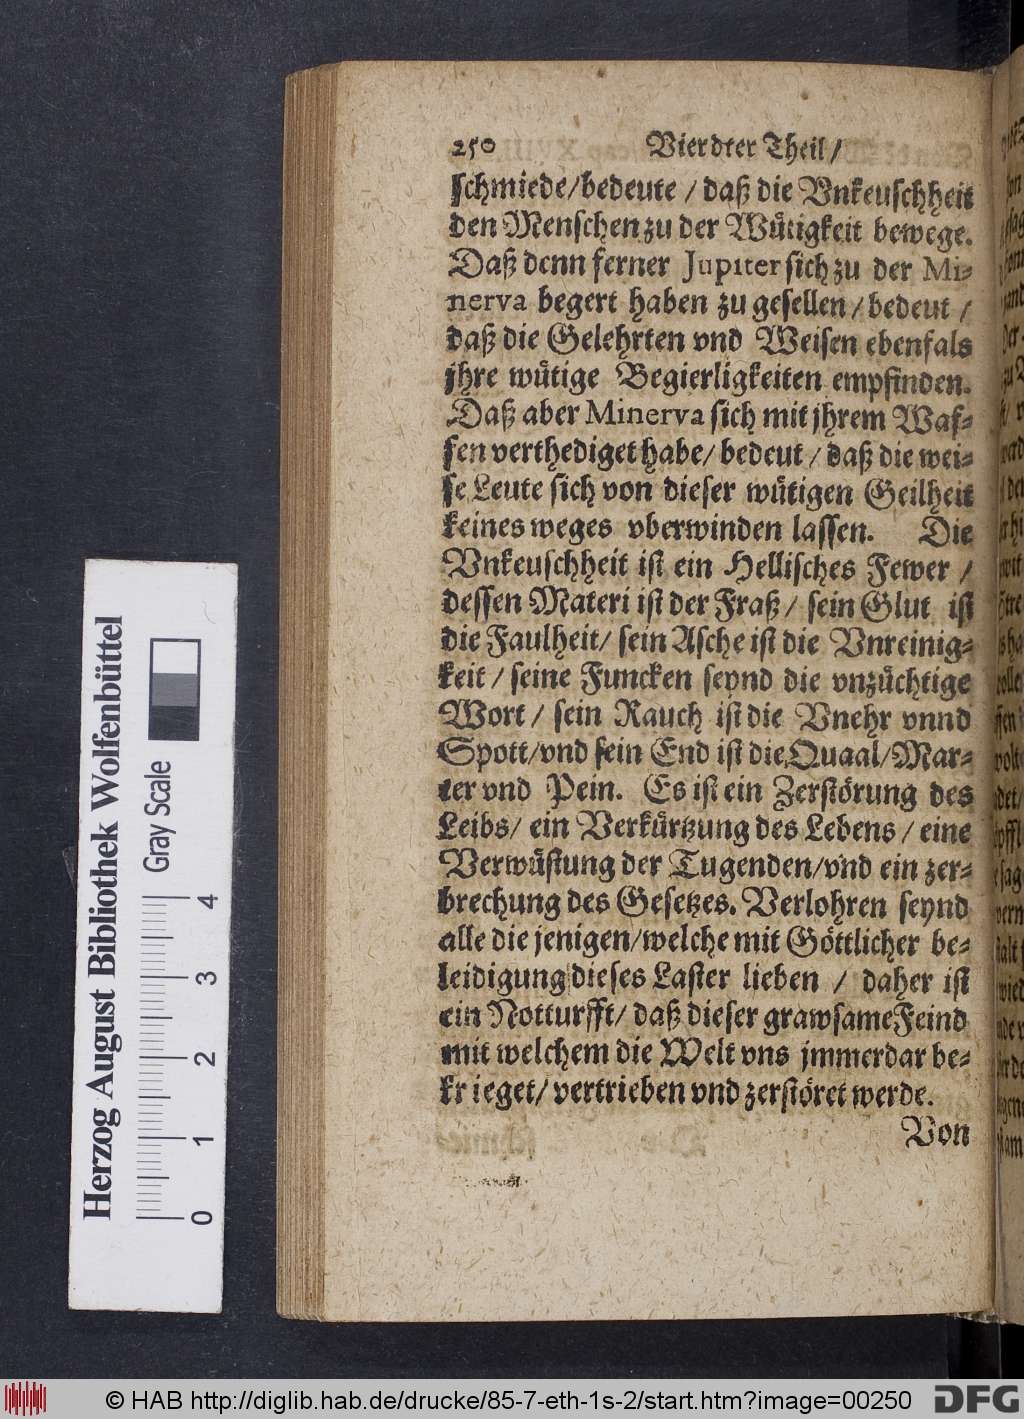 250 Vierdter Theil/
schmiede/bedeute / daß die Vnkeuschheit
den Menschen zu der Wütigkeit bewege.
Daß denn ferner Jupiter sich zu der Mi-
nerva begert haben zu gesellen / bedeut /
daß die Gelehrten vnd Weisen ebenfals
jhre wütige Begierligkeiten empfinden.
Daß aber Minerva sich mit jhrem Waf-
fen verthediget habe/ bedeut / daß die wei-
se Leute sich von dieser wütigen Geilheit
keines weges vberwinden lassen. Die
Vnkeuschheit ist ein Hellisches Fewer /
dessen Materi ist der Fraß / sein Glut ist
die Faulheit/ sein Asche ist die Vnreinig-
keit / seine Funcken seynd die vnzüchtige
Wort / sein Rauch ist die Vnehr vnnd
Spott/vnd sein End ist die Quaal/Mar-
ter vnd Pein. Es ist ein Zerstörung des
Leibs/ ein Verkürtzung des Lebens / eine
Verwüstung der Tugenden/vnd ein zer-
brechung des Gesetzes. Verlohren seynd
alle die jenigen/welche mit Göttlicher be-
leidigung dieses Laster lieben / daher ist
ein Notturfft/ daß dieser grawsame Feind
mit welchem die Welt vns jmmerdar be-
krieget/ vertrieben vnd zerstöret werde.
Von
Herzog August Bibliothek Wolfenbüttel
Gray Scale
0 1 2 3 4
© HAB http://diglib.hab.de/drucke/85-7-eth-1s-2/start.htm?image=00250
DFG